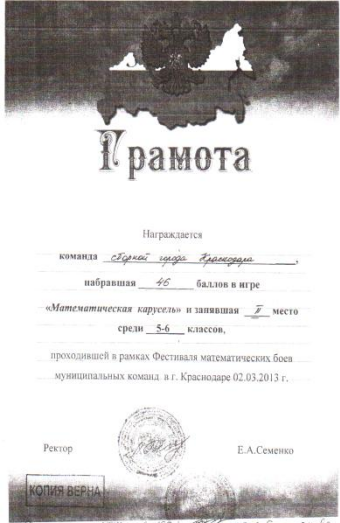 Грамота
Награждается
команда сборной города Краснодара,
набравшая 46 баллов в игре
«Математическая карусель» и занявшая II место
среди 5-6 классов,
проходившей в рамках Фестиваля математических боев
муниципальных команд в г. Краснодаре 02.03.2013 г.
Ректор Е.А.Семенко
КОПИЯ ВЕРНА